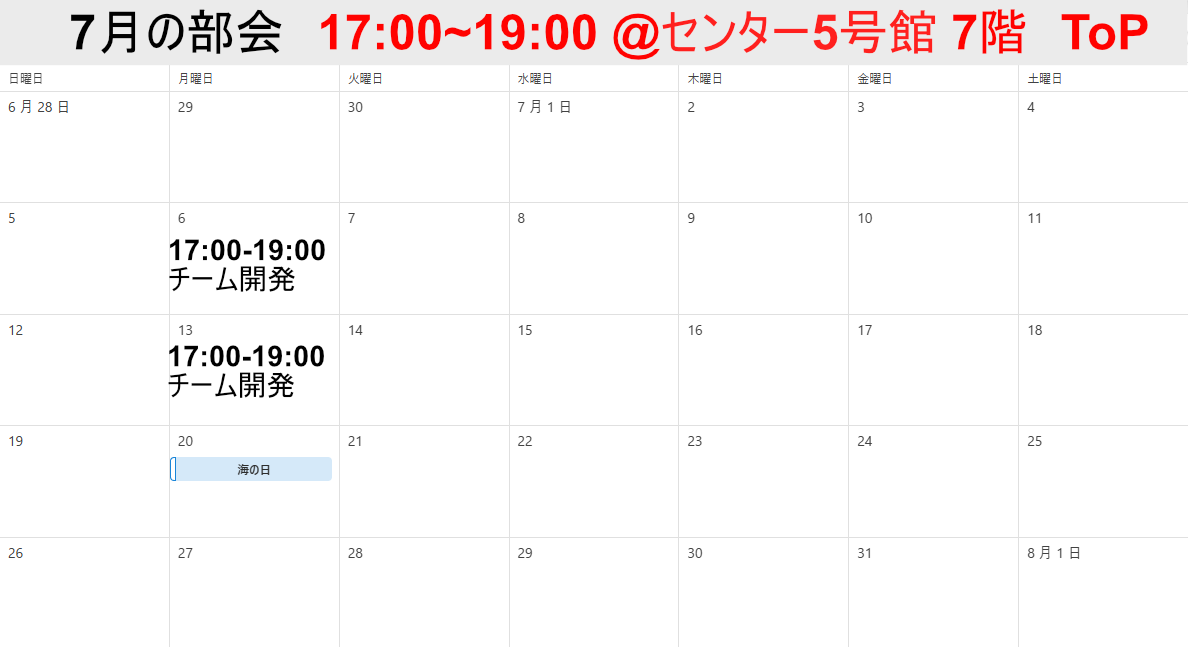 7月の部会 17:00~19:00 @センター5号館 7階 ToP
日曜日 月曜日 火曜日 水曜日 木曜日 金曜日 土曜日
6 月 28 日 29 30 7 月 1 日 2 3 4
5 6 7 8 9 10 11
17:00-19:00
チーム開発
12 13 14 15 16 17 18
17:00-19:00
チーム開発
19 20 21 22 23 24 25
海の日
26 27 28 29 30 31 8 月 1 日